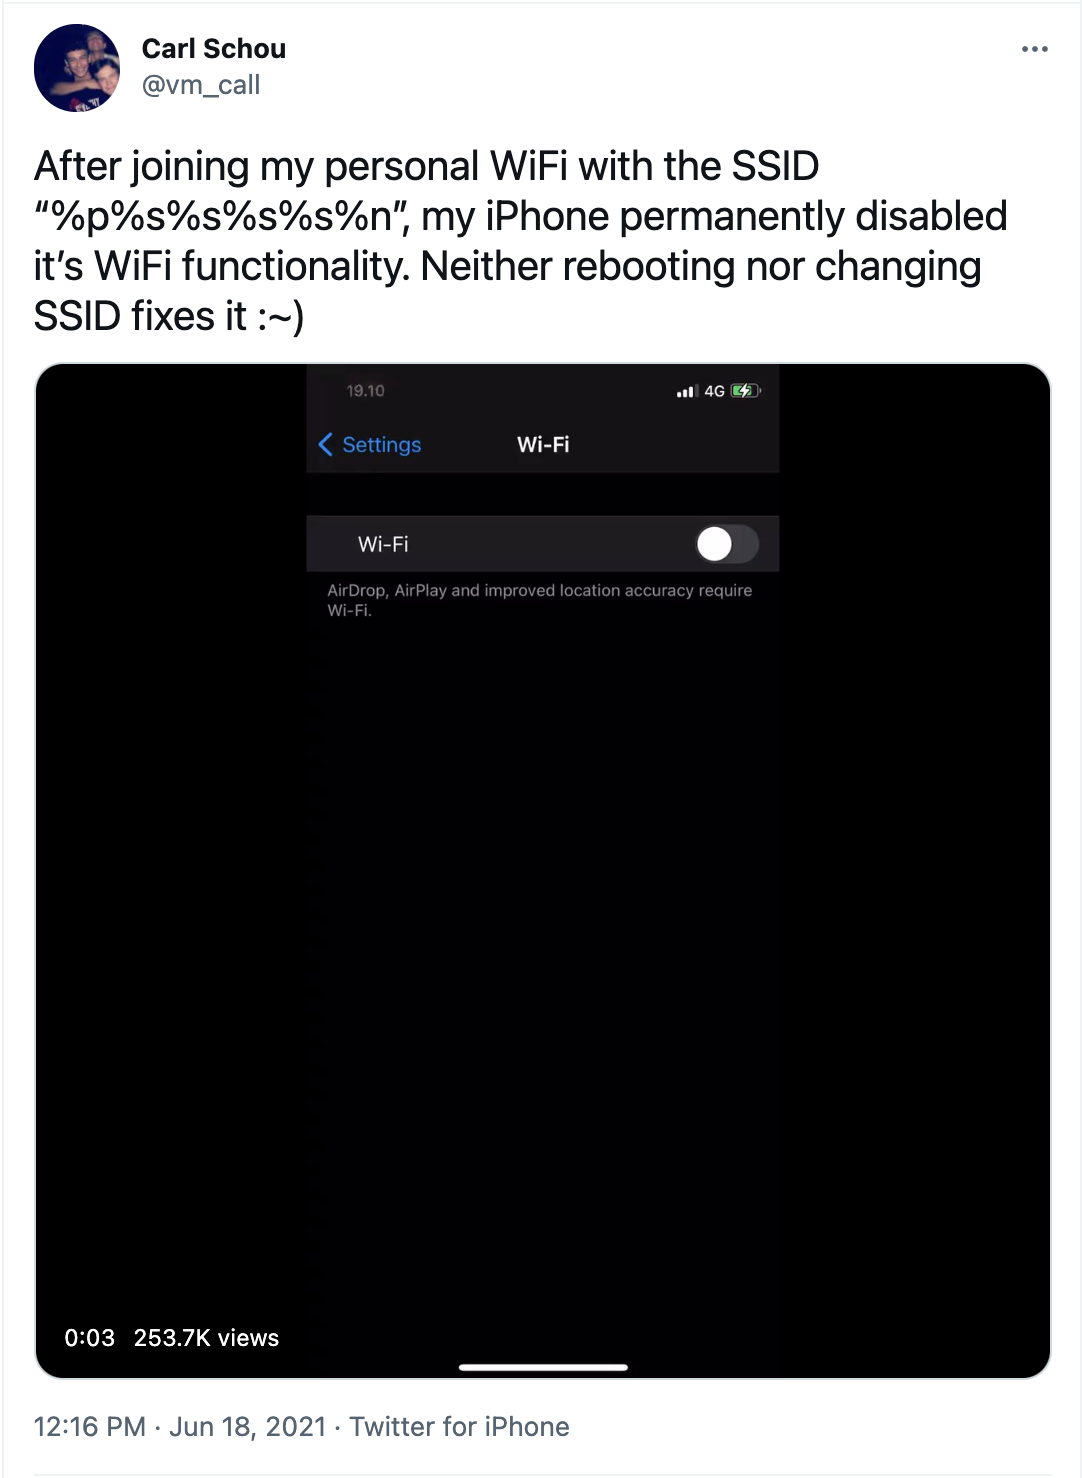 Carl Schou
@vm_call
After joining my personal WiFi with the SSID
“%p%s%s%s%s%n”, my iPhone permanently disabled
it’s WiFi functionality. Neither rebooting nor changing
SSID fixes it :~)
19.10
4G
Settings
Wi-Fi
Wi-Fi
AirDrop, AirPlay and improved location accuracy require
Wi-Fi.
0:03 253.7K views
12:16 PM · Jun 18, 2021 · Twitter for iPhone